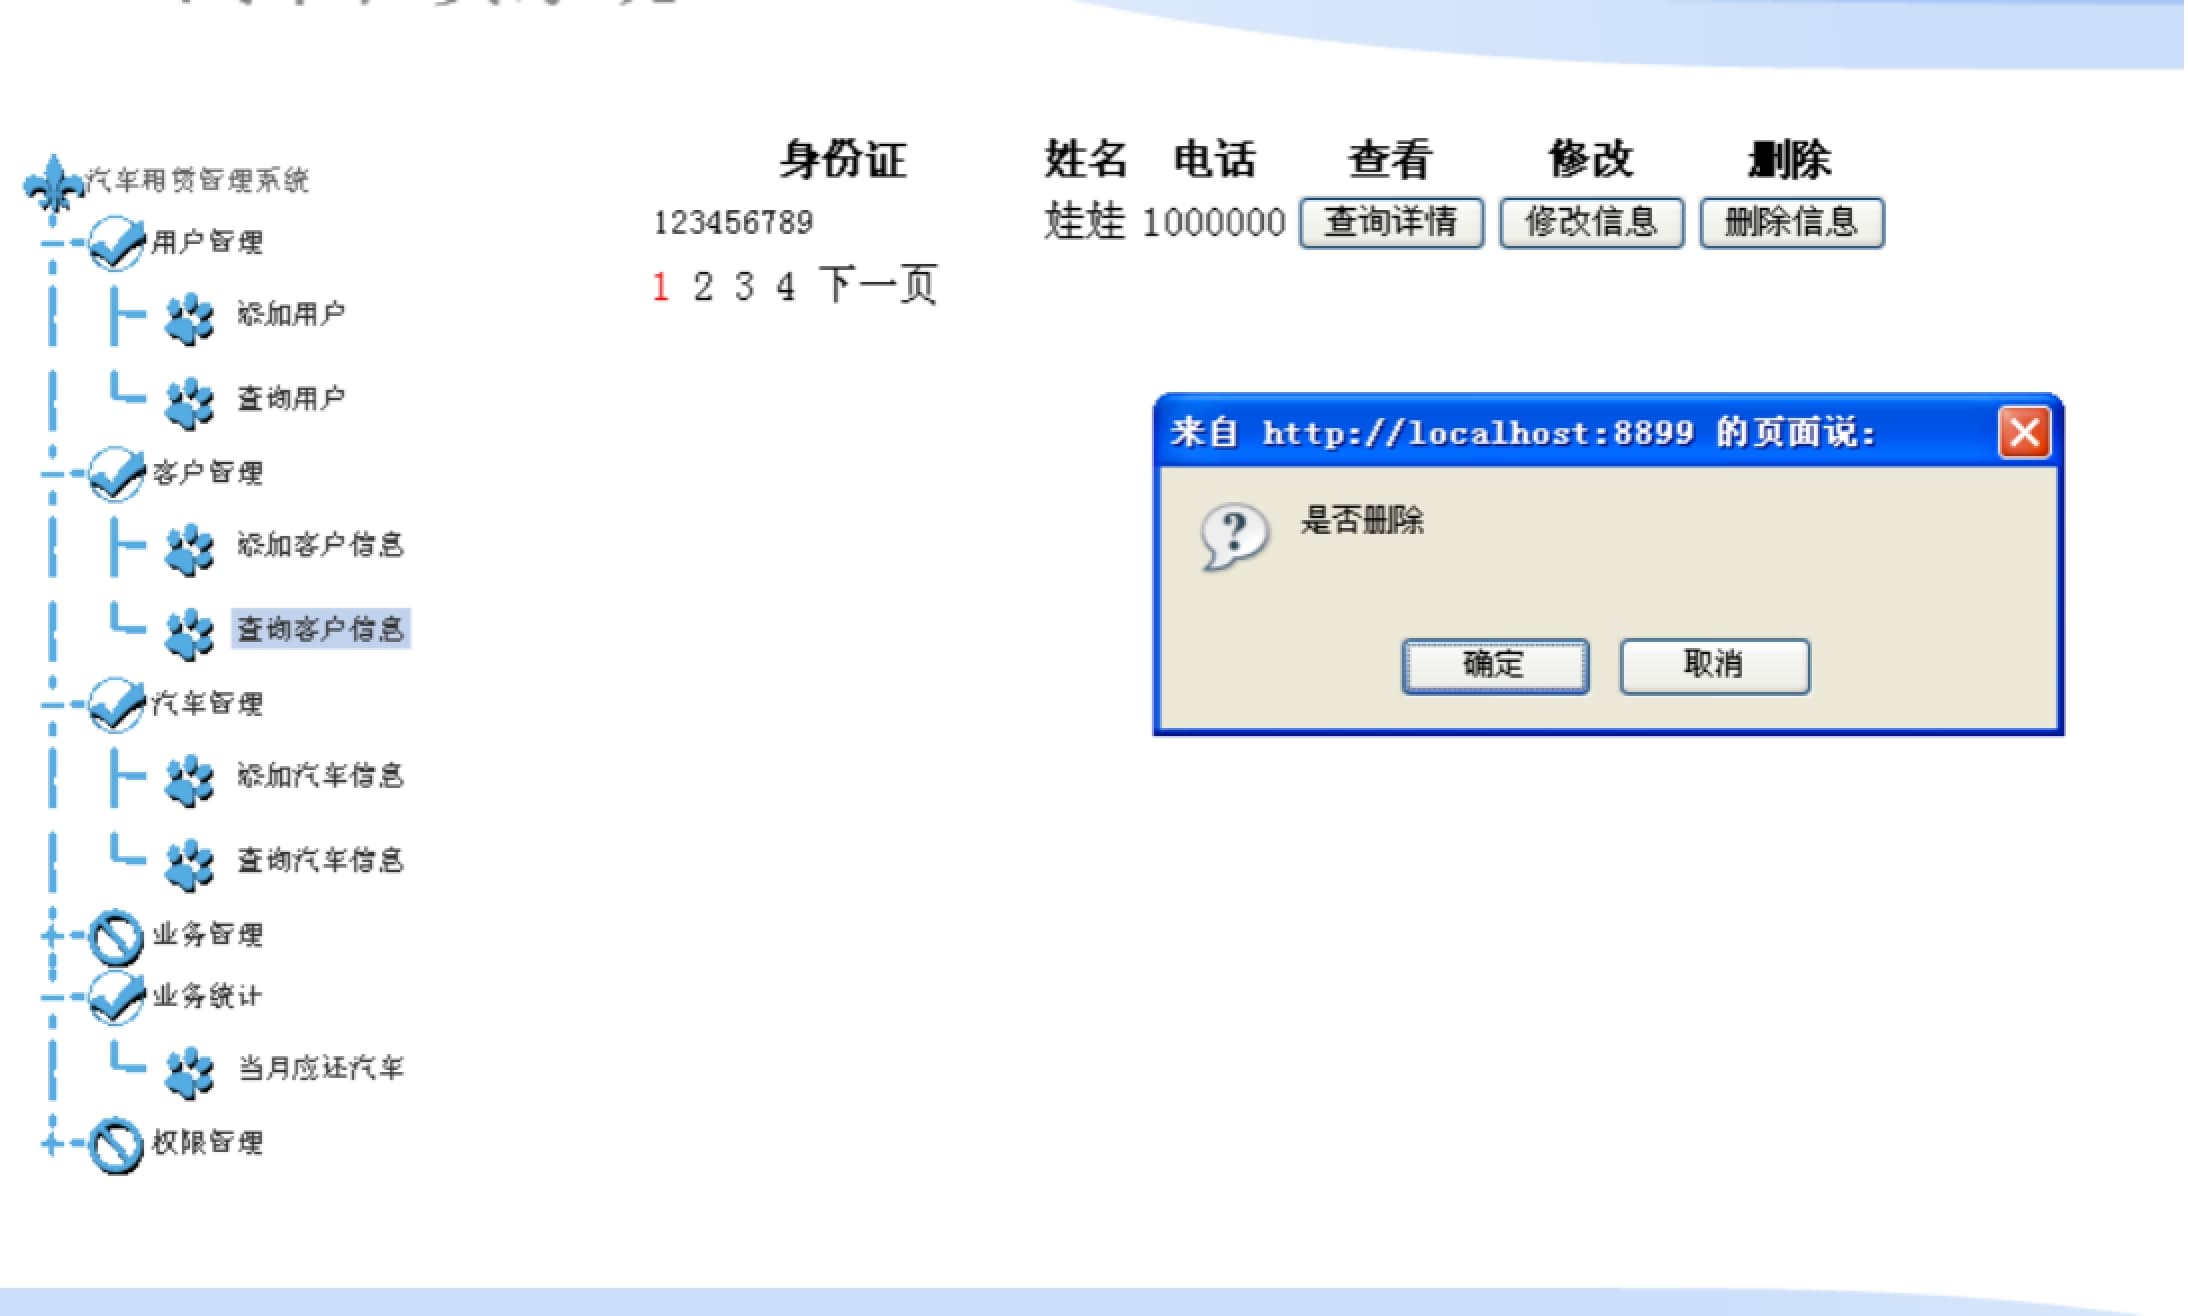 汽车租赁管理系统
用户管理
添加用户
查询用户
客户管理
添加客户信息
查询客户信息
汽车管理
添加汽车信息
查询汽车信息
业务管理
业务统计
当月应还汽车
权限管理
身份证 姓名 电话 查看 修改 删除
123456789 娃娃 1000000 查询详情 修改信息 删除信息
1 2 3 4 下一页
来自 http://localhost:8899 的页面说:
是否删除
确定 取消